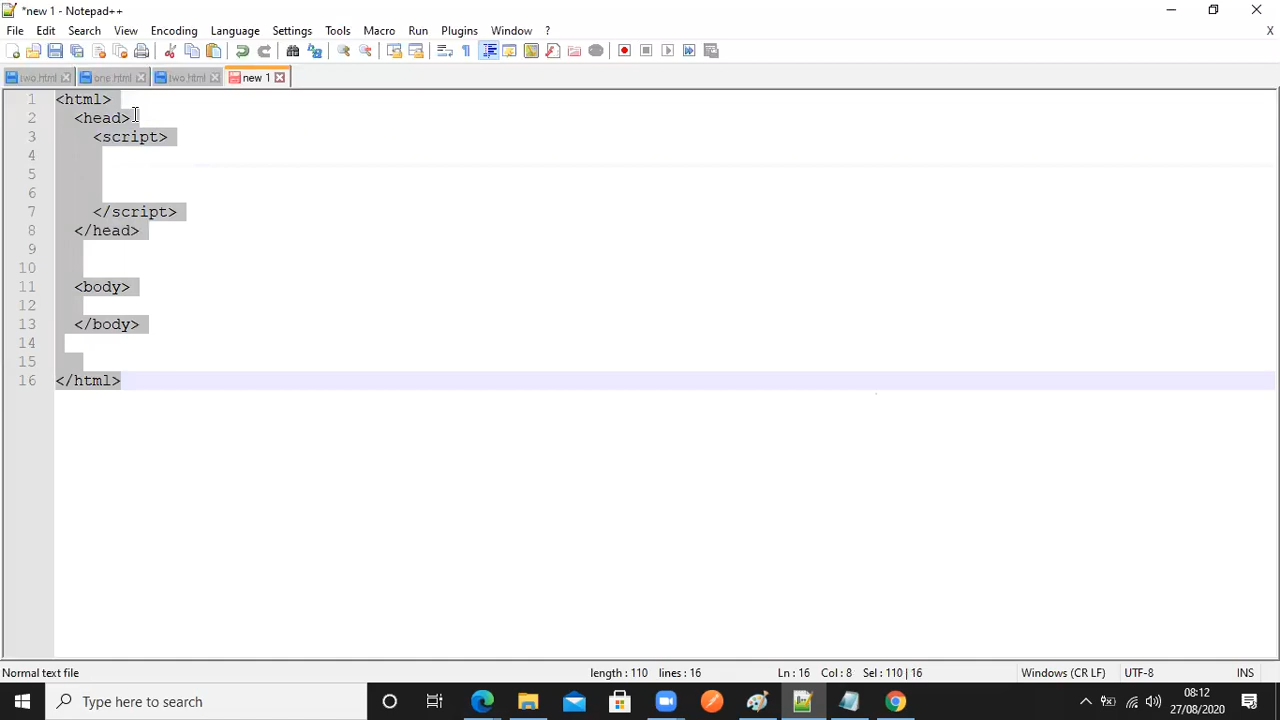 *new 1 - Notepad++
File Edit Search View Encoding Language Settings Tools Macro Run Plugins Window ? X
two.html one.html two.html new 1
1 <html>
2 <head>
3 <script>
4
5
6
7 </script>
8 </head>
9
10
11 <body>
12
13 </body>
14
15
16 </html>
Normal text file length : 110 lines : 16 Ln : 16 Col : 8 Sel : 110 | 16 Windows (CR LF) UTF-8 INS
Type here to search 08:12
27/08/2020